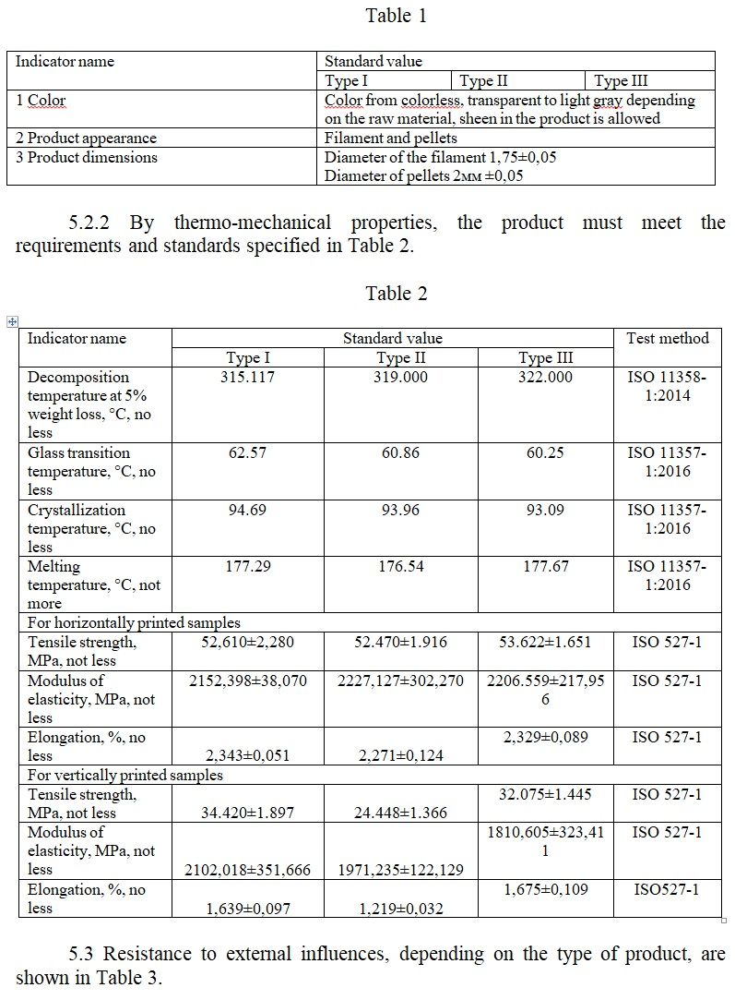 Table 1
Indicator name Standard value
Type I Type II Type III
1 Color Color from colorless, transparent to light gray depending
on the raw material, sheen in the product is allowed
2 Product appearance Filament and pellets
3 Product dimensions Diameter of the filament 1,75±0,05
Diameter of pellets 2мм ±0,05
5.2.2 By thermo-mechanical properties, the product must meet the
requirements and standards specified in Table 2.
Table 2
Indicator name Standard value Test method
Type I Type II Type III
Decomposition 315.117 319.000 322.000 ISO 11358-
temperature at 5% 1:2014
weight loss, °C, no
less
Glass transition 62.57 60.86 60.25 ISO 11357-
temperature, °C, no 1:2016
less
Crystallization 94.69 93.96 93.09 ISO 11357-
temperature, °C, no 1:2016
less
Melting 177.29 176.54 177.67 ISO 11357-
temperature, °C, not 1:2016
more
For horizontally printed samples
Tensile strength, 52,610±2,280 52.470±1.916 53.622±1.651 ISO 527-1
MPa, not less
Modulus of 2152,398±38,070 2227,127±302,270 2206.559±217,95 ISO 527-1
elasticity, MPa, not 6
less
Elongation, %, no 2,329±0,089 ISO 527-1
less 2,343±0,051 2,271±0,124
For vertically printed samples
Tensile strength, 32.075±1.445 ISO 527-1
MPa, not less 34.420±1.897 24.448±1.366
Modulus of 1810,605±323,41 ISO 527-1
elasticity, MPa, not 1
less 2102,018±351,666 1971,235±122,129
Elongation, %, no 1,675±0,109 ISO527-1
less 1,639±0,097 1,219±0,032
5.3 Resistance to external influences, depending on the type of product, are
shown in Table 3.